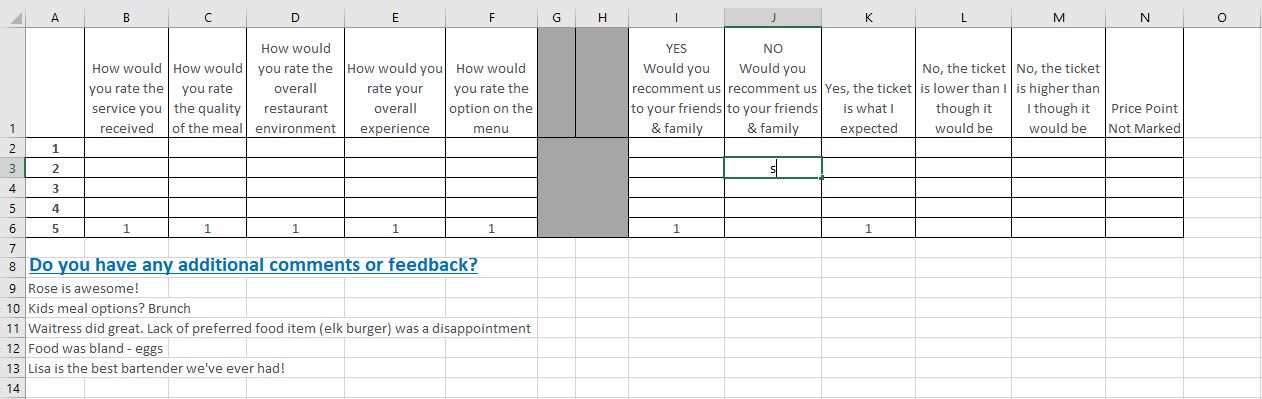 A B C D E F G H I J K L M N O
1 How would you rate the service you received
How would you rate the quality of the meal
How would you rate the overall restaurant environment
How would you rate your overall experience
How would you rate the option on the menu
YES Would you recomment us to your friends & family
NO Would you recomment us to your friends & family
Yes, the ticket is what I expected
No, the ticket is lower than I though it would be
No, the ticket is higher than I though it would be
Price Point Not Marked
2 1
3 2 s
4 3
5 4
6 5 1 1 1 1 1 1 1
7
8 Do you have any additional comments or feedback?
9 Rose is awesome!
10 Kids meal options? Brunch
11 Waitress did great. Lack of preferred food item (elk burger) was a disappointment
12 Food was bland - eggs
13 Lisa is the best bartender we've ever had!
14